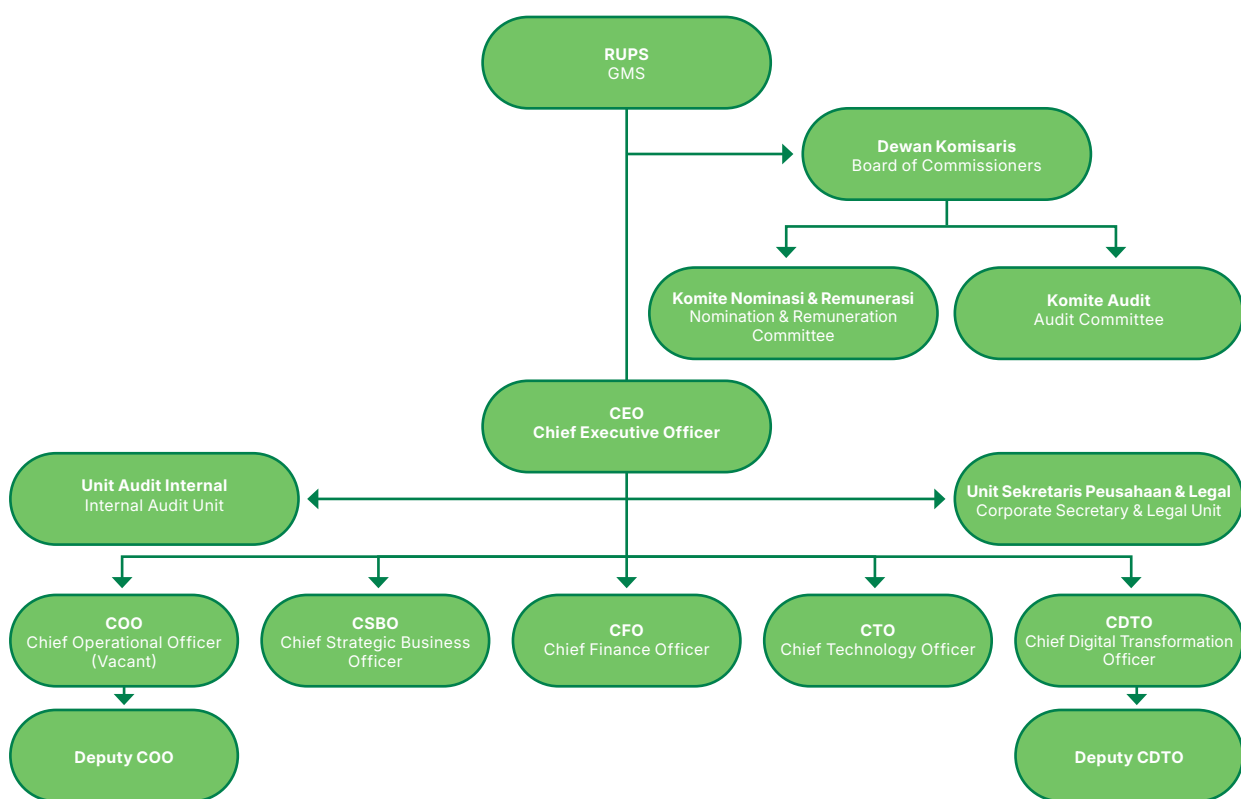 RUPS
GMS
Dewan Komisaris
Board of Commissioners
Komite Nominasi & Remunerasi
Nomination & Remuneration
Committee
Komite Audit
Audit Committee
CEO
Chief Executive Officer
Unit Audit Internal
Internal Audit Unit
Unit Sekretaris Peusahaan & Legal
Corporate Secretary & Legal Unit
COO
Chief Operational Officer
(Vacant)
CSBO
Chief Strategic Business
Officer
CFO
Chief Finance Officer
CTO
Chief Technology Officer
CDTO
Chief Digital Transformation
Officer
Deputy COO
Deputy CDTO